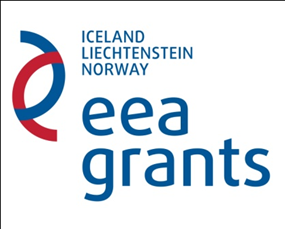 ICELAND
LIECHTENSTEIN
NORWAY
eea
grants